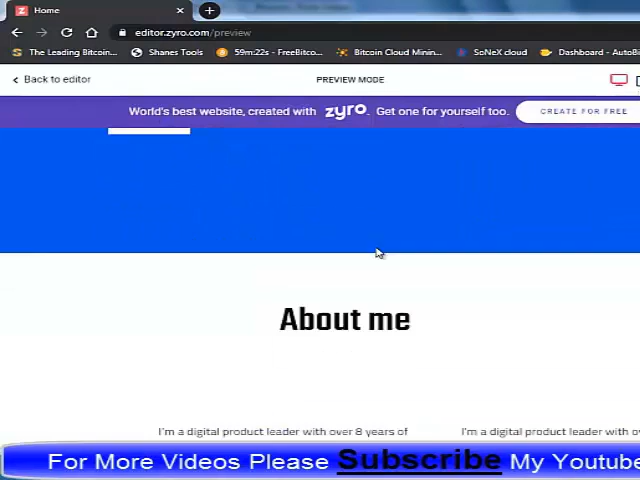 Home
editor.zyro.com/preview
The Leading Bitcoin...
Shanes Tools
59m:22s - FreeBitco...
Bitcoin Cloud Minin...
SoNeX cloud
Dashboard - AutoBi
Back to editor
PREVIEW MODE
World's best website, created with zyro. Get one for yourself too.
CREATE FOR FREE
About me
I'm a digital product leader with over 8 years of
I'm a digital product leader with ov
For More Videos Please Subscribe My Youtube